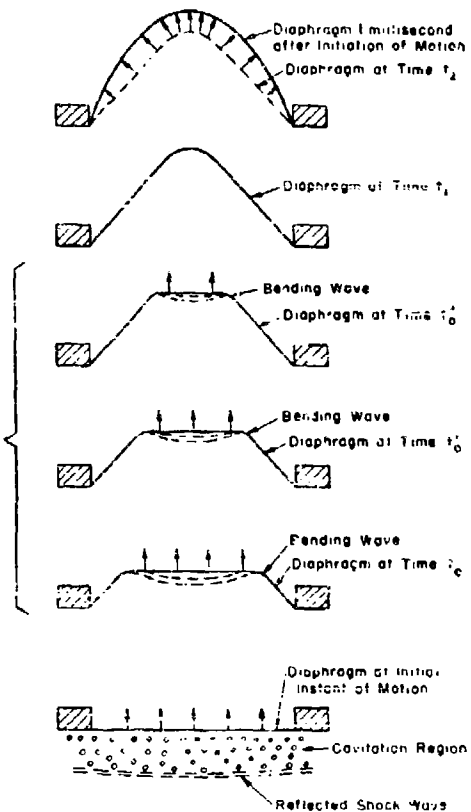 Diaphragm 1 millisecond
after Initiation of Motion
Diaphragm at Time t₂
Diaphragm at Time t₁
Bending Wave
Diaphragm at Time t₀"
Bending Wave
Diaphragm at Time t₀'
Bending Wave
Diaphragm at Time
Diaphragm at Initial
Instant of Motion
Cavitation Region
Reflected Shock Wave